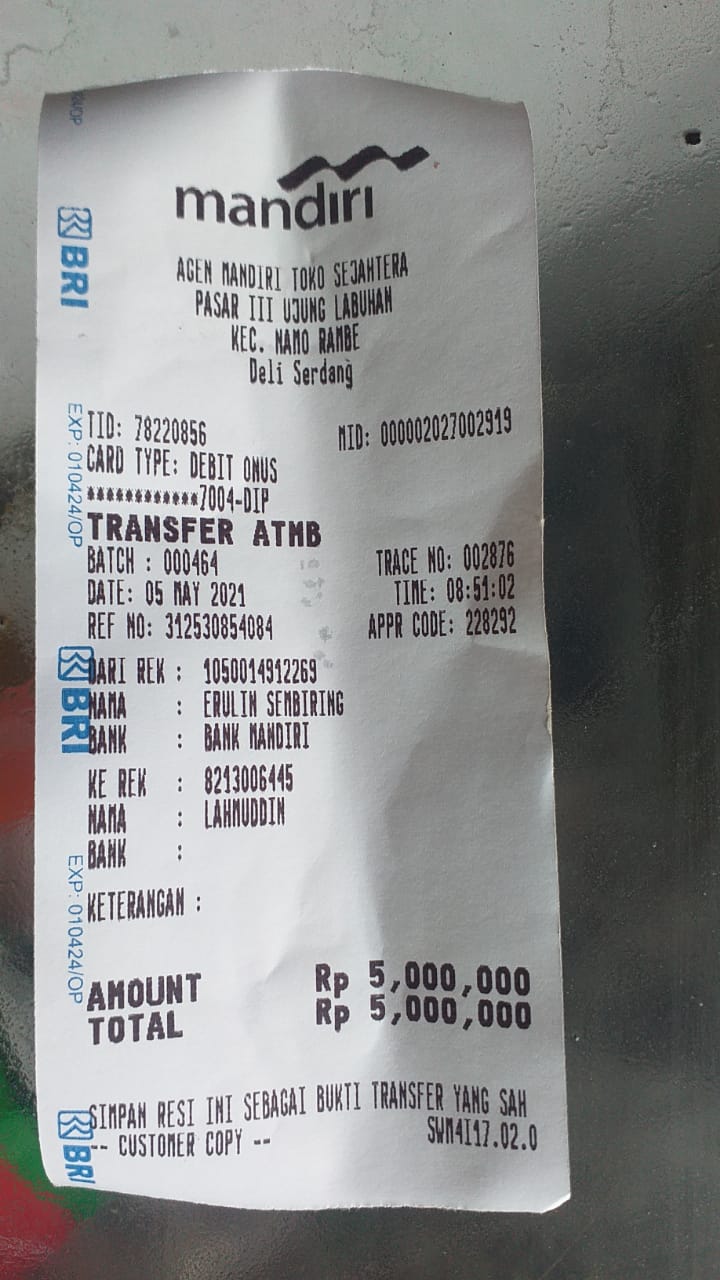 mandiri
AGEN MANDIRI TOKO SEJAHTERA
PASAR III UJUNG LABUHAN
KEC. NAMO RAMBE
Deli Serdang
TID: 78220856 MID: 000002027002919
CARD TYPE: DEBIT ONUS
************7004-DIP
TRANSFER ATMB
BATCH : 000464 TRACE NO: 002876
DATE: 05 MAY 2021 TIME: 08:51:02
REF NO: 312530854084 APPR CODE: 228292
DARI REK : 1050014912269
NAMA : ERULIN SEMBIRING
BANK : BANK MANDIRI
KE REK : 8213006445
NAMA : LAHMUDDIN
BANK :
KETERANGAN :
AMOUNT Rp 5,000,000
TOTAL Rp 5,000,000
SIMPAN RESI INI SEBAGAI BUKTI TRANSFER YANG SAH
-- CUSTOMER COPY -- SWM4I17.02.0
BRI
EXP: 010424/OP
BRI
EXP: 010424/OP
BRI